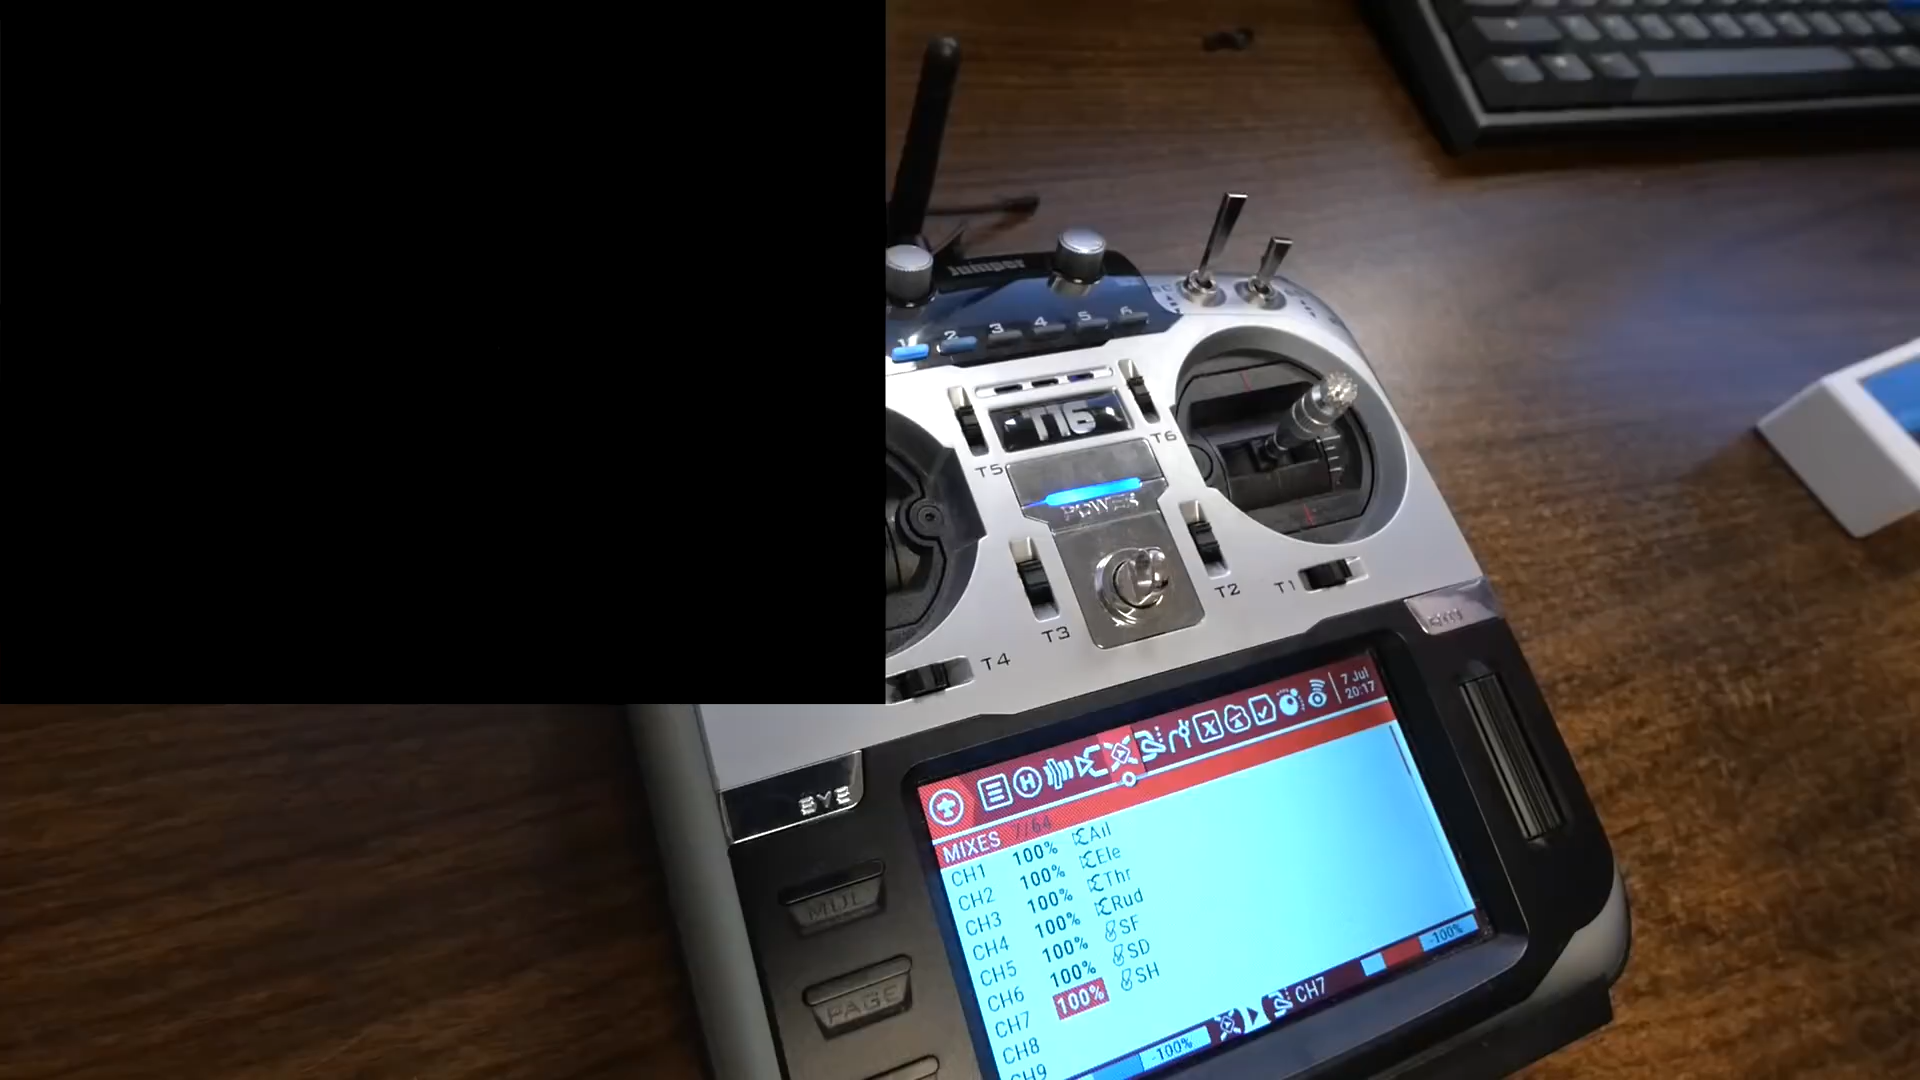 Jumper
1 2 3 4 5 6
T16
T5
T6
POWER
T2
T1
T3
T4
EYE
MDL
PAGE
7 Jul
20:17
MIXES 7/64
CH1 100% Ail
CH2 100% Ele
CH3 100% Thr
CH4 100% Rud
CH5 100% SF
CH6 100% SD
CH7 100% SH
CH8
CH9
-100%
CH7
-100%